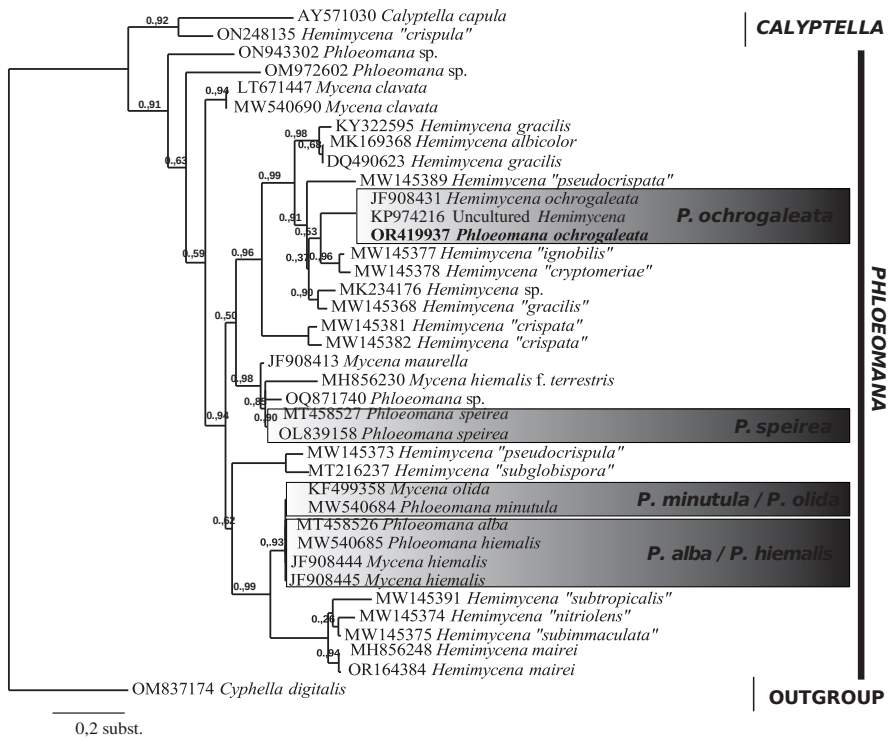 AY571030 Calyptella capula
0.,92
CALYPTELLA
ON248135 Hemimycena "crispula"
ON943302 Phloeomana sp.
OM972602 Phloeomana sp.
0.,94
LT671447 Mycena clavata
0.,91
MW540690 Mycena clavata
KY322595 Hemimycena gracilis
0.,98
MK169368 Hemimycena albicolor
0.,68
DQ490623 Hemimycena gracilis
0.,63
0.,99
MW145389 Hemimycena "pseudocrispata"
JF908431 Hemimycena ochrogaleata
KP974216 Uncultured Hemimycena
P. ochrogaleata
0.,91
OR419937 Phloeomana ochrogaleata
0.,53
0.,59
0.,96
MW145377 Hemimycena "ignobilis"
0.,37
0.,96
MW145378 Hemimycena "cryptomeriae"
MK234176 Hemimycena sp.
0.,90
MW145368 Hemimycena "gracilis"
0.,50
MW145381 Hemimycena "crispata"
MW145382 Hemimycena "crispata"
PHLOEOMANA
JF908413 Mycena maurella
0.,98
MH856230 Mycena hiemalis f. terrestris
OQ871740 Phloeomana sp.
0.,94
0.,90
MT458527 Phloeomana speirea
P. speirea
OL839158 Phloeomana speirea
MW145373 Hemimycena "pseudocrispula"
MT216237 Hemimycena "subglobispora"
KF499358 Mycena olida
P. minutula / P. olida
MW540684 Phloeomana minutula
0.,52
MT458526 Phloeomana alba
0,.93
MW540685 Phloeomana hiemalis
P. alba / P. hiemalis
JF908444 Mycena hiemalis
0.,99
JF908445 Mycena hiemalis
MW145391 Hemimycena "subtropicalis"
0.,26
MW145374 Hemimycena "nitriolens"
MW145375 Hemimycena "subimmaculata"
0.,94
MH856248 Hemimycena mairei
OR164384 Hemimycena mairei
OM837174 Cyphella digitalis
OUTGROUP
0,2 subst.